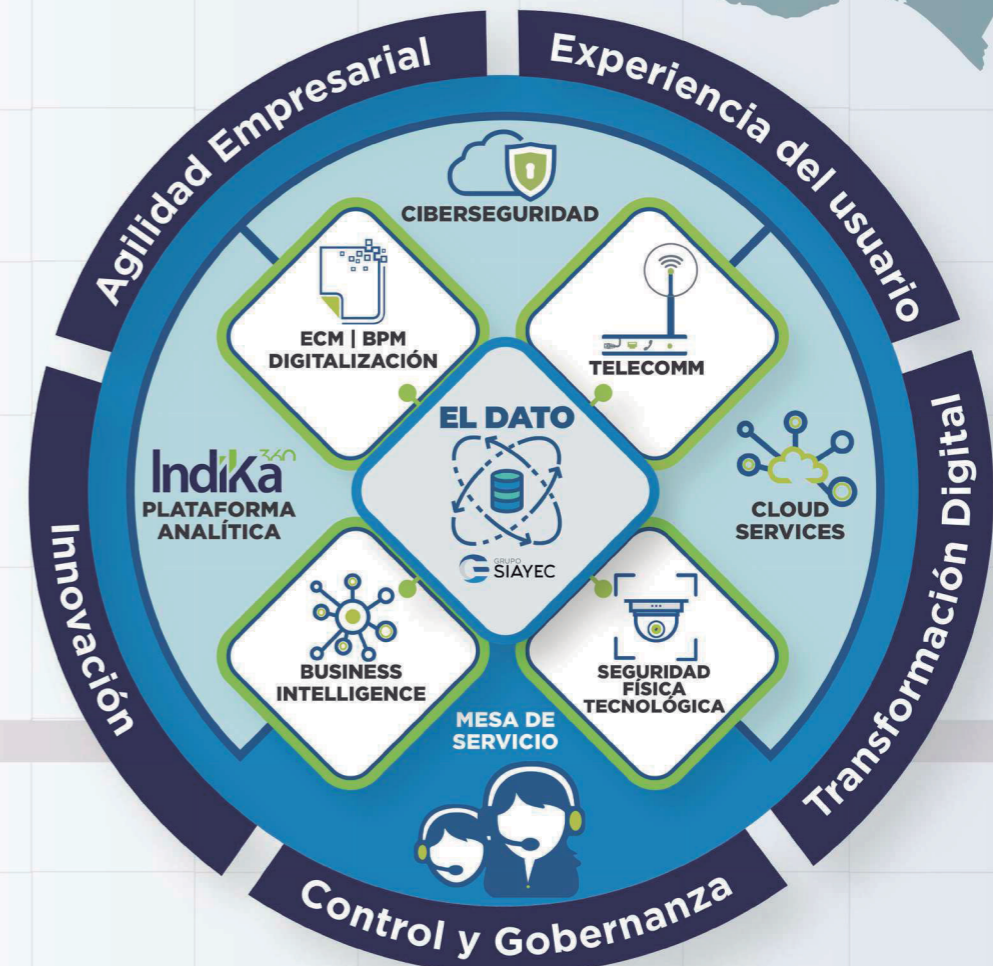 Agilidad Empresarial
Experiencia del usuario
CIBERSEGURIDAD
ECM | BPM
DIGITALIZACIÓN
TELECOMM
EL DATO
GRUPO
SIAYEC
Indika 360
PLATAFORMA
ANALÍTICA
CLOUD
SERVICES
BUSINESS
INTELLIGENCE
SEGURIDAD
FÍSICA
TECNOLÓGICA
MESA DE
SERVICIO
Innovación
Transformación Digital
Control y Gobernanza